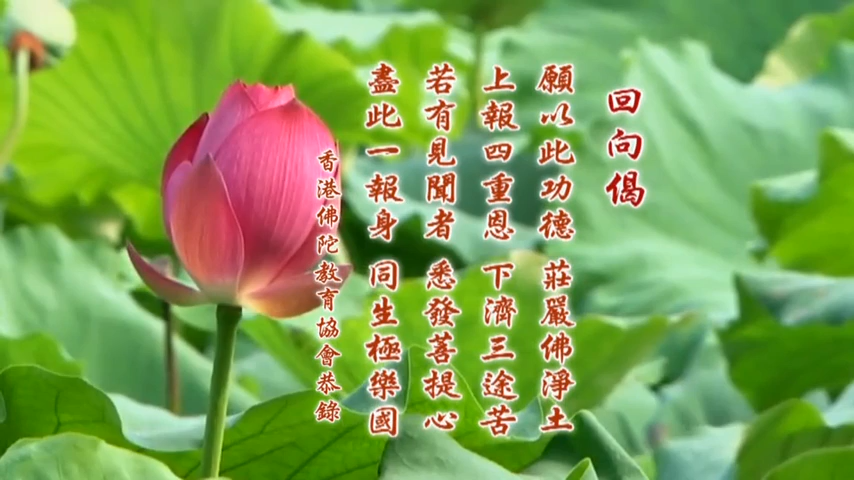 回向偈
願以此功德 莊嚴佛淨土
上報四重恩 下濟三途苦
若有見聞者 悉發菩提心
盡此一報身 同生極樂國
香港佛陀教育協會恭錄